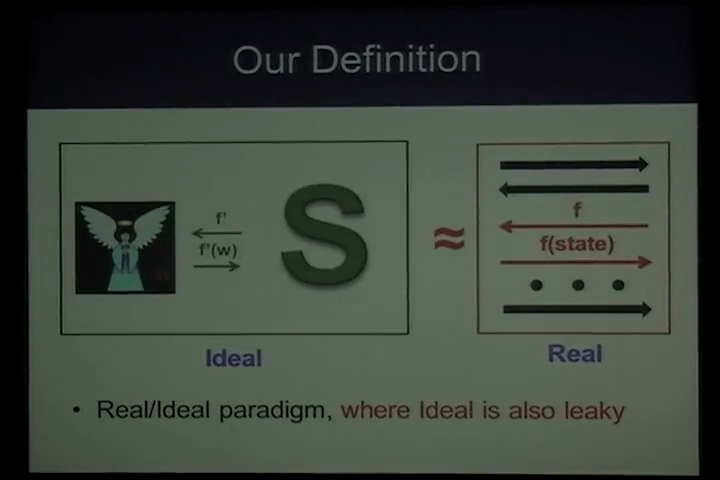 Our Definition
f'
f'(w)
S
≈
f
f(state)
Ideal
Real
• Real/Ideal paradigm, where Ideal is also leaky